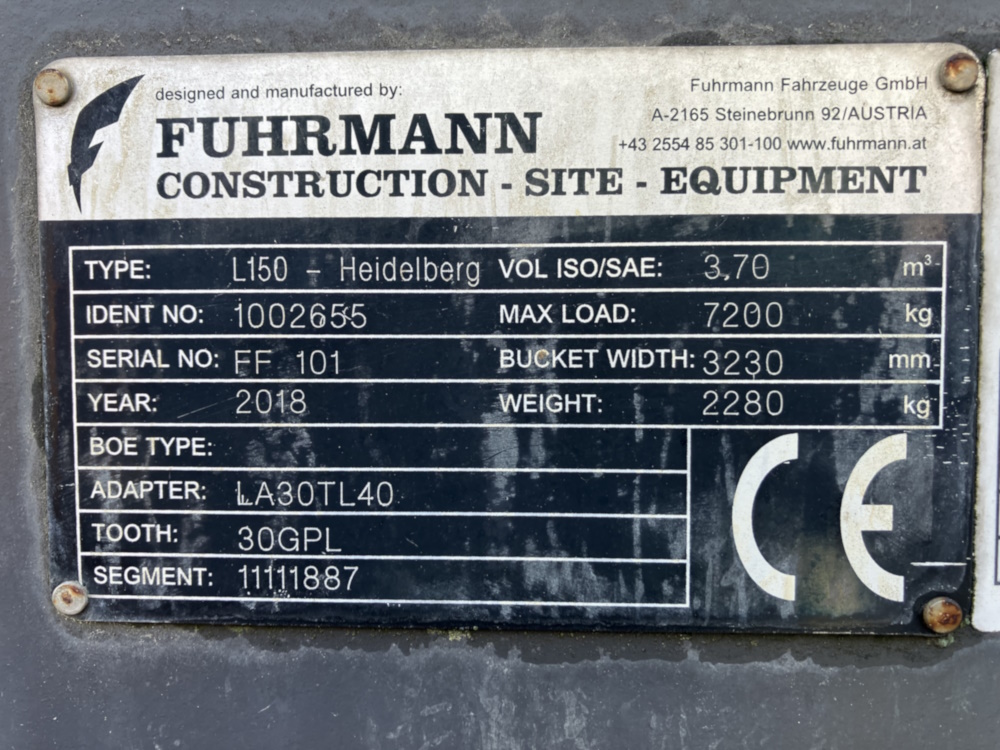 designed and manufactured by:
FUHRMANN
CONSTRUCTION - SITE - EQUIPMENT
Fuhrmann Fahrzeuge GmbH
A-2165 Steinebrunn 92/AUSTRIA
+43 2554 85 301-100 www.fuhrmann.at
TYPE: L150 - Heidelberg VOL ISO/SAE: 3,70 m³
IDENT NO: 1002655 MAX LOAD: 7200 kg
SERIAL NO: FF 101 BUCKET WIDTH: 3230 mm
YEAR: 2018 WEIGHT: 2280 kg
BOE TYPE:
ADAPTER: LA30TL40
TOOTH: 30GPL
SEGMENT: 11111887
CE